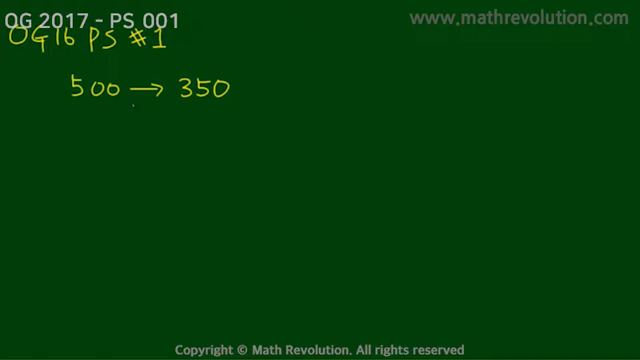 OG 2017 - PS 001
www.mathrevolution.com
OG16 PS #1
500 → 350
Copyright © Math Revolution. All rights reserved